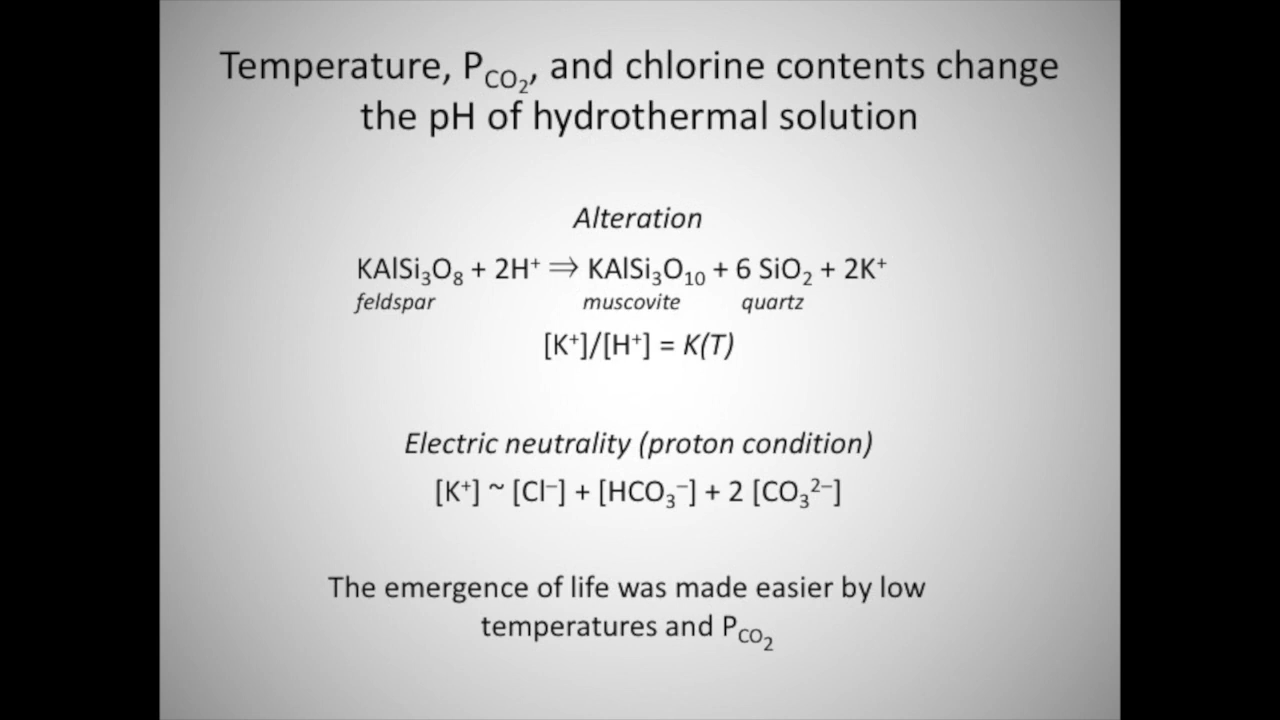 Temperature, P_CO₂, and chlorine contents change
the pH of hydrothermal solution
Alteration
KAlSi₃O₈ + 2H⁺ ⇒ KAlSi₃O₁₀ + 6 SiO₂ + 2K⁺
feldspar muscovite quartz
[K⁺]/[H⁺] = K(T)
Electric neutrality (proton condition)
[K⁺] ~ [Cl⁻] + [HCO₃⁻] + 2 [CO₃²⁻]
The emergence of life was made easier by low
temperatures and P_CO₂